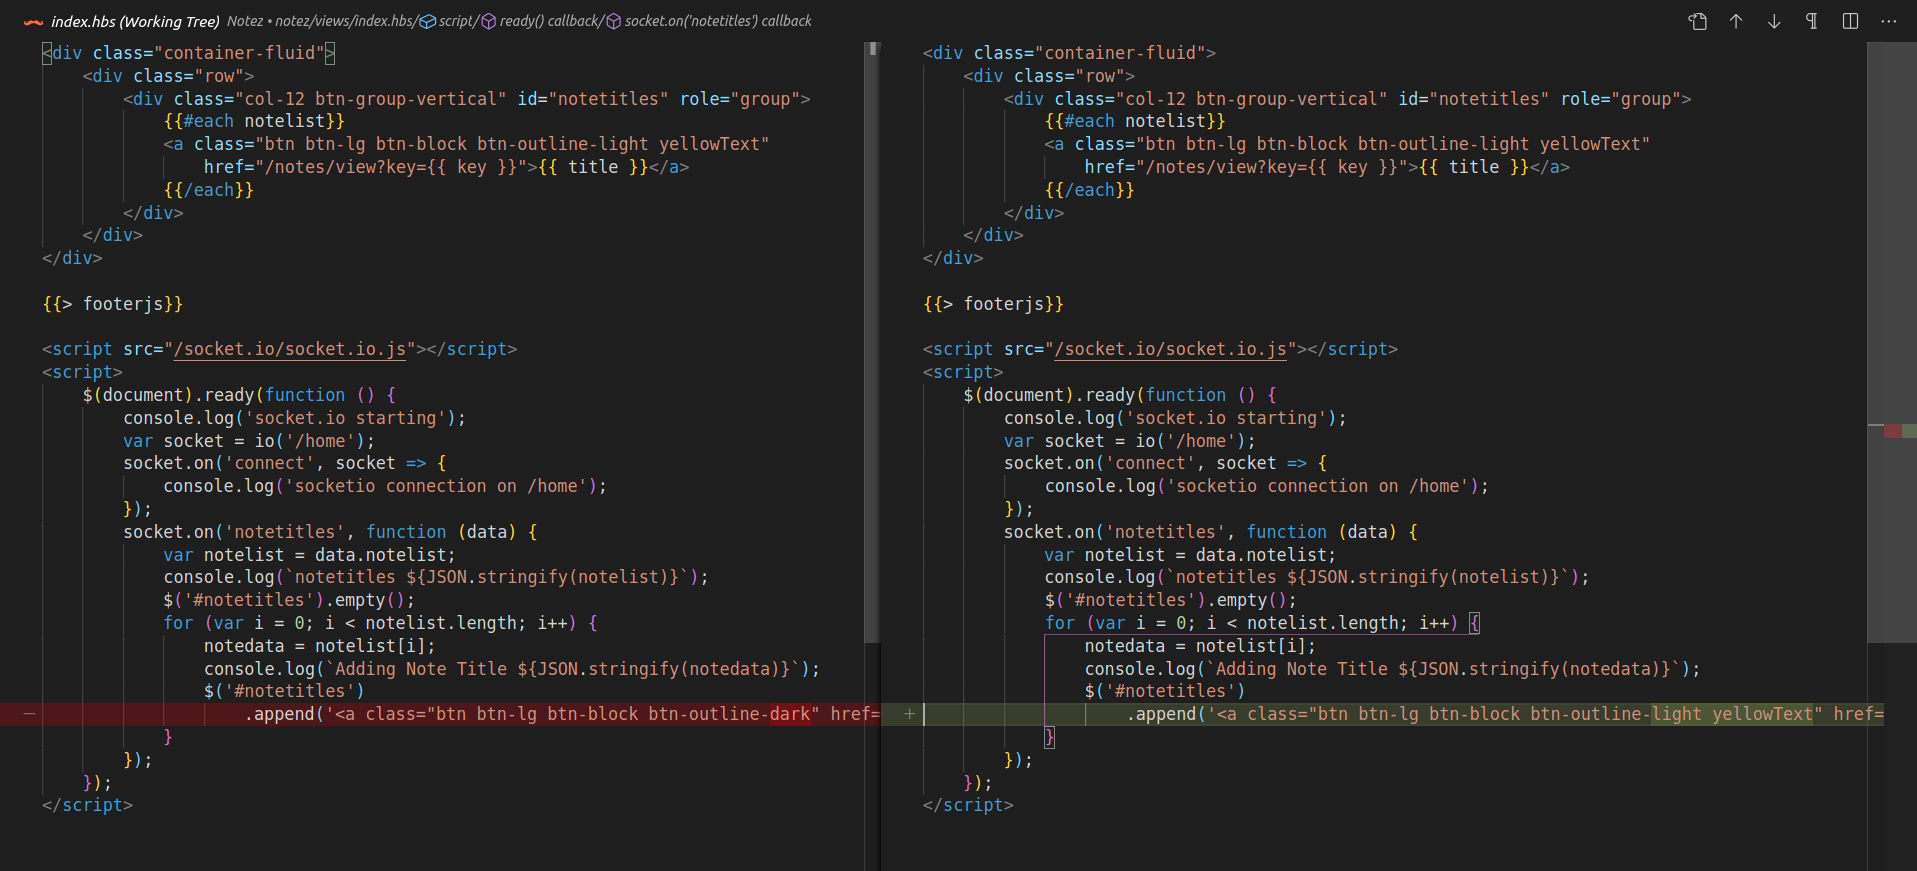 index.hbs (Working Tree) Notez • notez/views/index.hbs/ script/ ready() callback/ socket.on('notetitles') callback
<div class="container-fluid">
<div class="row">
<div class="col-12 btn-group-vertical" id="notetitles" role="group">
{{#each notelist}}
<a class="btn btn-lg btn-block btn-outline-light yellowText"
href="/notes/view?key={{ key }}">{{ title }}</a>
{{/each}}
</div>
</div>
</div>
{{> footerjs}}
<script src="/socket.io/socket.io.js"></script>
<script>
$(document).ready(function () {
console.log('socket.io starting');
var socket = io('/home');
socket.on('connect', socket => {
console.log('socketio connection on /home');
});
socket.on('notetitles', function (data) {
var notelist = data.notelist;
console.log(`notetitles ${JSON.stringify(notelist)}`);
$('#notetitles').empty();
for (var i = 0; i < notelist.length; i++) {
notedata = notelist[i];
console.log(`Adding Note Title ${JSON.stringify(notedata)}`);
$('#notetitles')
— .append('<a class="btn btn-lg btn-block btn-outline-dark" href=
}
});
});
</script>
<div class="container-fluid">
<div class="row">
<div class="col-12 btn-group-vertical" id="notetitles" role="group">
{{#each notelist}}
<a class="btn btn-lg btn-block btn-outline-light yellowText"
href="/notes/view?key={{ key }}">{{ title }}</a>
{{/each}}
</div>
</div>
</div>
{{> footerjs}}
<script src="/socket.io/socket.io.js"></script>
<script>
$(document).ready(function () {
console.log('socket.io starting');
var socket = io('/home');
socket.on('connect', socket => {
console.log('socketio connection on /home');
});
socket.on('notetitles', function (data) {
var notelist = data.notelist;
console.log(`notetitles ${JSON.stringify(notelist)}`);
$('#notetitles').empty();
for (var i = 0; i < notelist.length; i++) {
notedata = notelist[i];
console.log(`Adding Note Title ${JSON.stringify(notedata)}`);
$('#notetitles')
+ .append('<a class="btn btn-lg btn-block btn-outline-light yellowText" href=
}
});
});
</script>